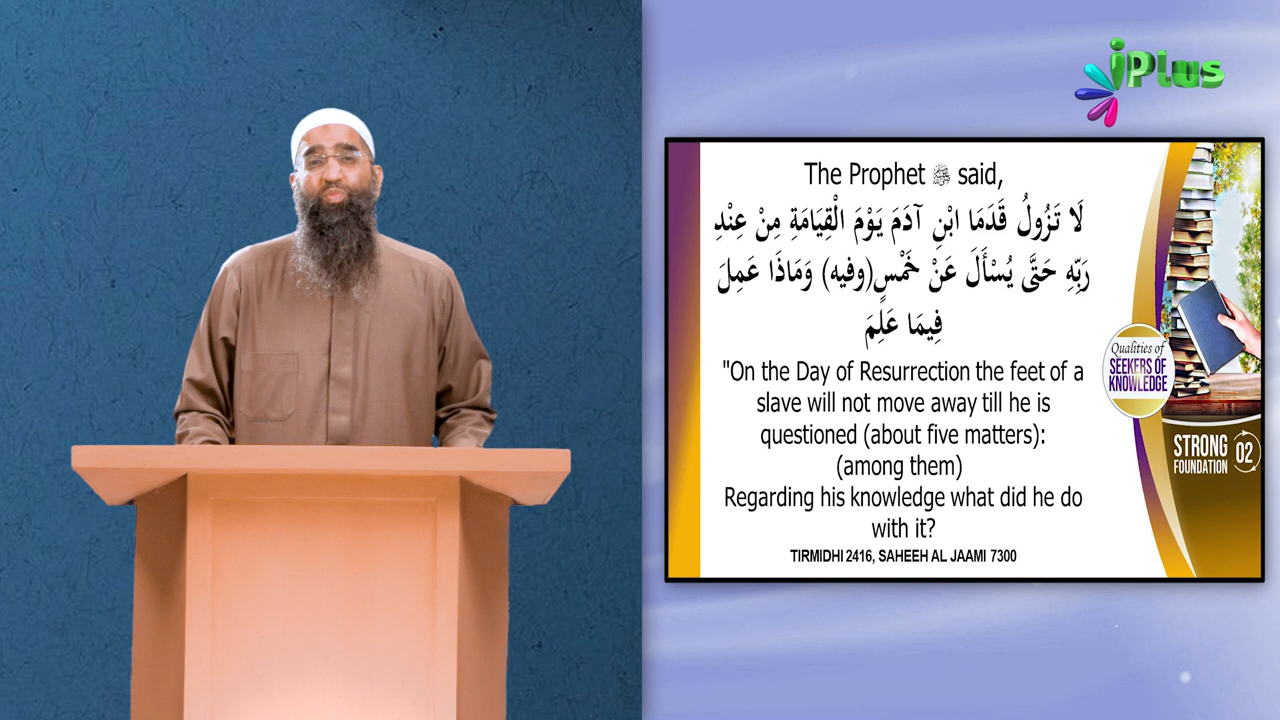 iPlus
The Prophet ﷺ said,
لَا تَزُولُ قَدَمَا ابْنِ آدَمَ يَوْمَ الْقِيَامَةِ مِنْ عِنْدِ
رَبِّهِ حَتَّى يُسْأَلَ عَنْ خَمْسٍ(وفيه) وَمَاذَا عَمِلَ
فِيمَا عَلِمَ
"On the Day of Resurrection the feet of a
slave will not move away till he is
questioned (about five matters):
(among them)
Regarding his knowledge what did he do
with it?
TIRMIDHI 2416, SAHEEH AL JAAMI 7300
Qualities of
SEEKERS OF
KNOWLEDGE
STRONG
FOUNDATION 02